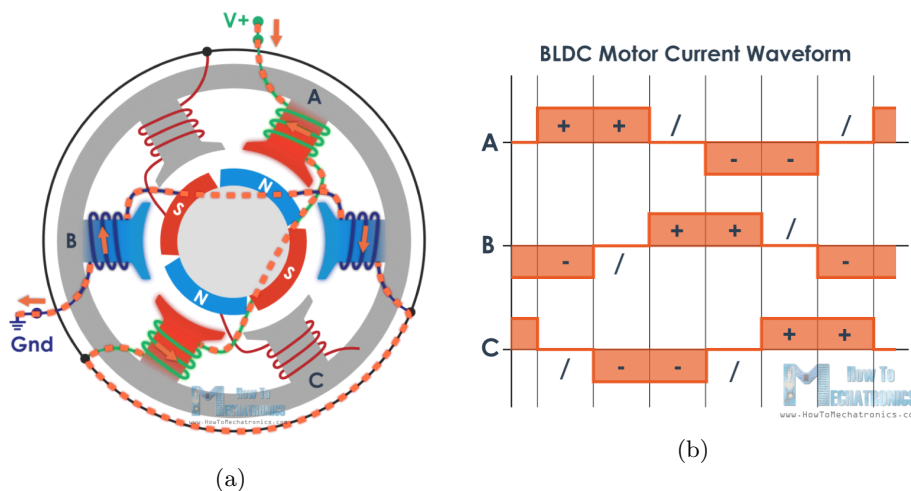 V+
A
N
S
B
S
N
Gnd
C
How To
MECHATRONICS
www.HowToMechatronics.com
(a)
BLDC Motor Current Waveform
A + + / - - /
B - / + + / -
C / - - / + +
How To
MECHATRONICS
www.HowToMechatronics.com
(b)